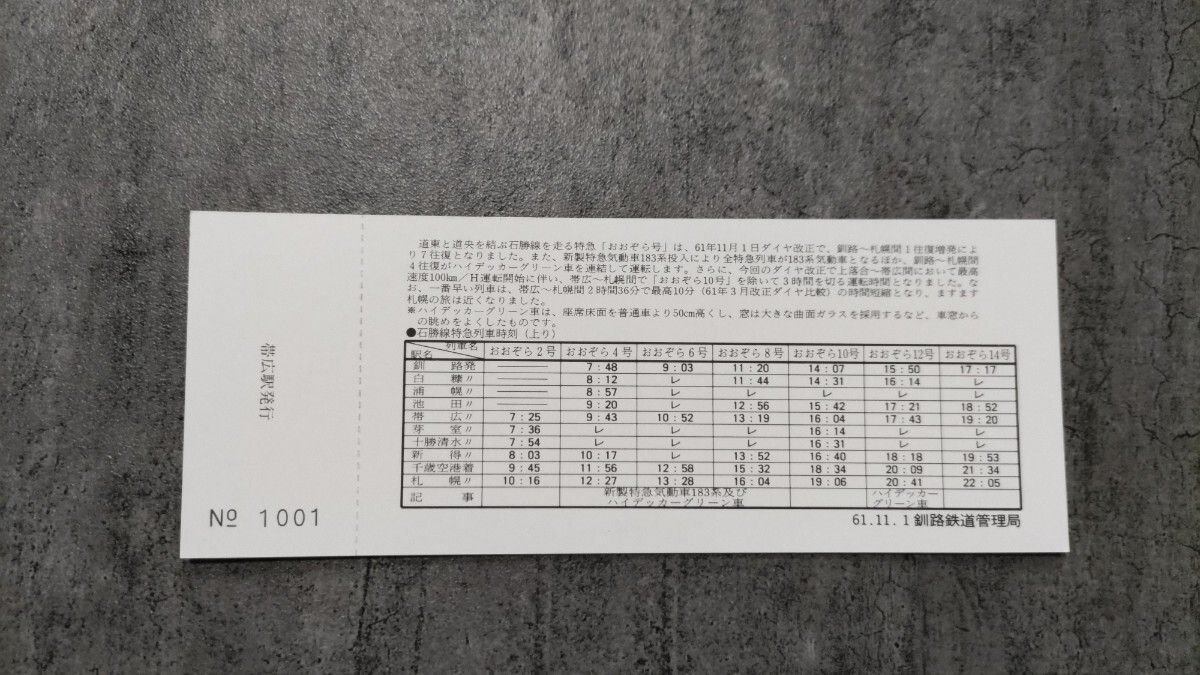 道東と道央を結ぶ石勝線を走る特急「おおぞら号」は、61年11月1日ダイヤ改正で、釧路〜札幌間1往復増発によ
り7往復となりました。また、新製特急気動車183系投入により全特急列車が183系気動車となるほか、釧路〜札幌間
4往復がハイデッカーグリーン車を連結して運転します。さらに、今回のダイヤ改正で上落合〜帯広間において最高
速度100km/H運転開始に伴い、帯広〜札幌間で「おおぞら10号」を除いて3時間を切る運転時間となりました。な
お、一番早い列車は、帯広〜札幌間2時間36分で最高10分(61年3月改正ダイヤ比較)の時間短縮となり、ますます
札幌の旅は近くなりました。
※ハイデッカーグリーン車は、座席床面を普通車より50cm高くし、窓は大きな曲面ガラスを採用するなど、車窓から
の眺めをよくしたものです。
●石勝線特急列車時刻(上り)
駅名 列車名 おおぞら2号 おおぞら4号 おおぞら6号 おおぞら8号 おおぞら10号 おおぞら12号 おおぞら14号
釧路発 ―― 7:48 9:03 11:20 14:07 15:50 17:17
白糠〃 ―― 8:12 レ 11:44 14:31 16:14 レ
浦幌〃 ―― 8:57 レ レ レ レ レ
池田〃 ―― 9:20 レ 12:56 15:42 17:21 18:52
帯広〃 7:25 9:43 10:52 13:19 16:04 17:43 19:20
芽室〃 7:36 レ レ レ 16:14 レ レ
十勝清水〃 7:54 レ レ レ 16:31 レ レ
新得〃 8:03 10:17 レ 13:52 16:40 18:18 19:53
千歳空港着 9:45 11:56 12:58 15:32 18:34 20:09 21:34
札幌〃 10:16 12:27 13:28 16:04 19:06 20:41 22:05
記事 新製特急気動車183系及び ハイデッカー
ハイデッカーグリーン車 グリーン車
61.11.1釧路鉄道管理局
帯広駅発行
№ 1001